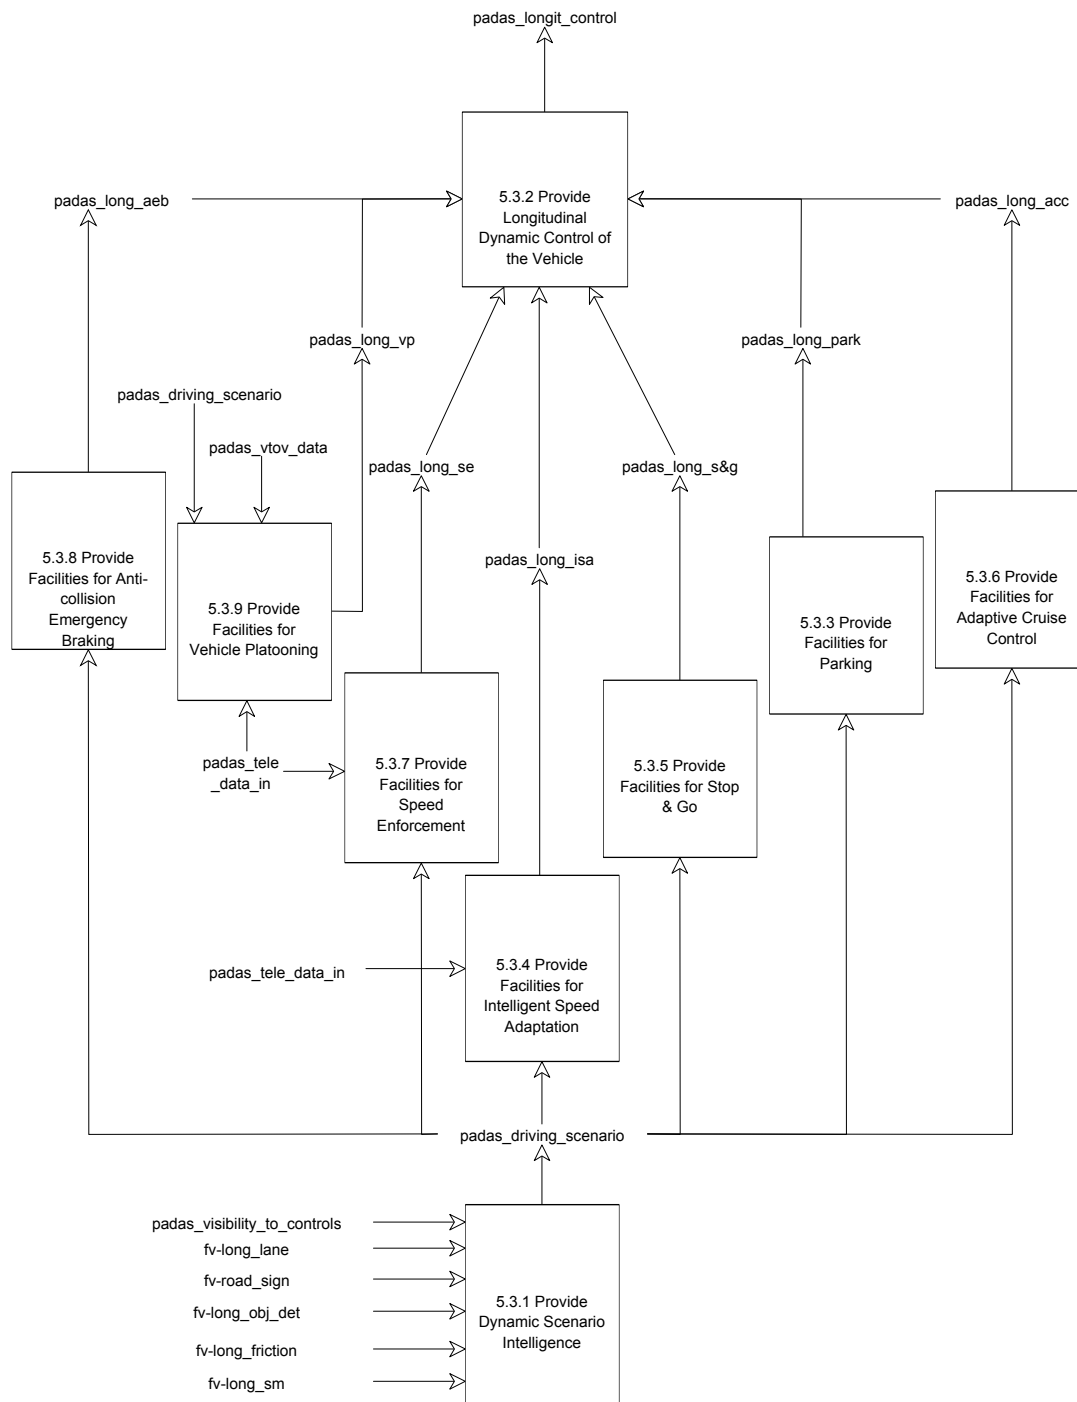 padas_longit_control
5.3.2 Provide
Longitudinal
Dynamic Control of
the Vehicle
padas_long_aeb
padas_long_acc
padas_long_vp
padas_long_park
padas_driving_scenario
padas_vtov_data
padas_long_se
padas_long_s&g
5.3.8 Provide
Facilities for Anti-
collision
Emergency
Braking
5.3.9 Provide
Facilities for
Vehicle Platooning
padas_long_isa
5.3.3 Provide
Facilities for
Parking
5.3.6 Provide
Facilities for
Adaptive Cruise
Control
padas_tele
_data_in
5.3.7 Provide
Facilities for
Speed
Enforcement
5.3.5 Provide
Facilities for Stop
& Go
padas_tele_data_in
5.3.4 Provide
Facilities for
Intelligent Speed
Adaptation
padas_driving_scenario
padas_visibility_to_controls
fv-long_lane
fv-road_sign
fv-long_obj_det
fv-long_friction
fv-long_sm
5.3.1 Provide
Dynamic Scenario
Intelligence